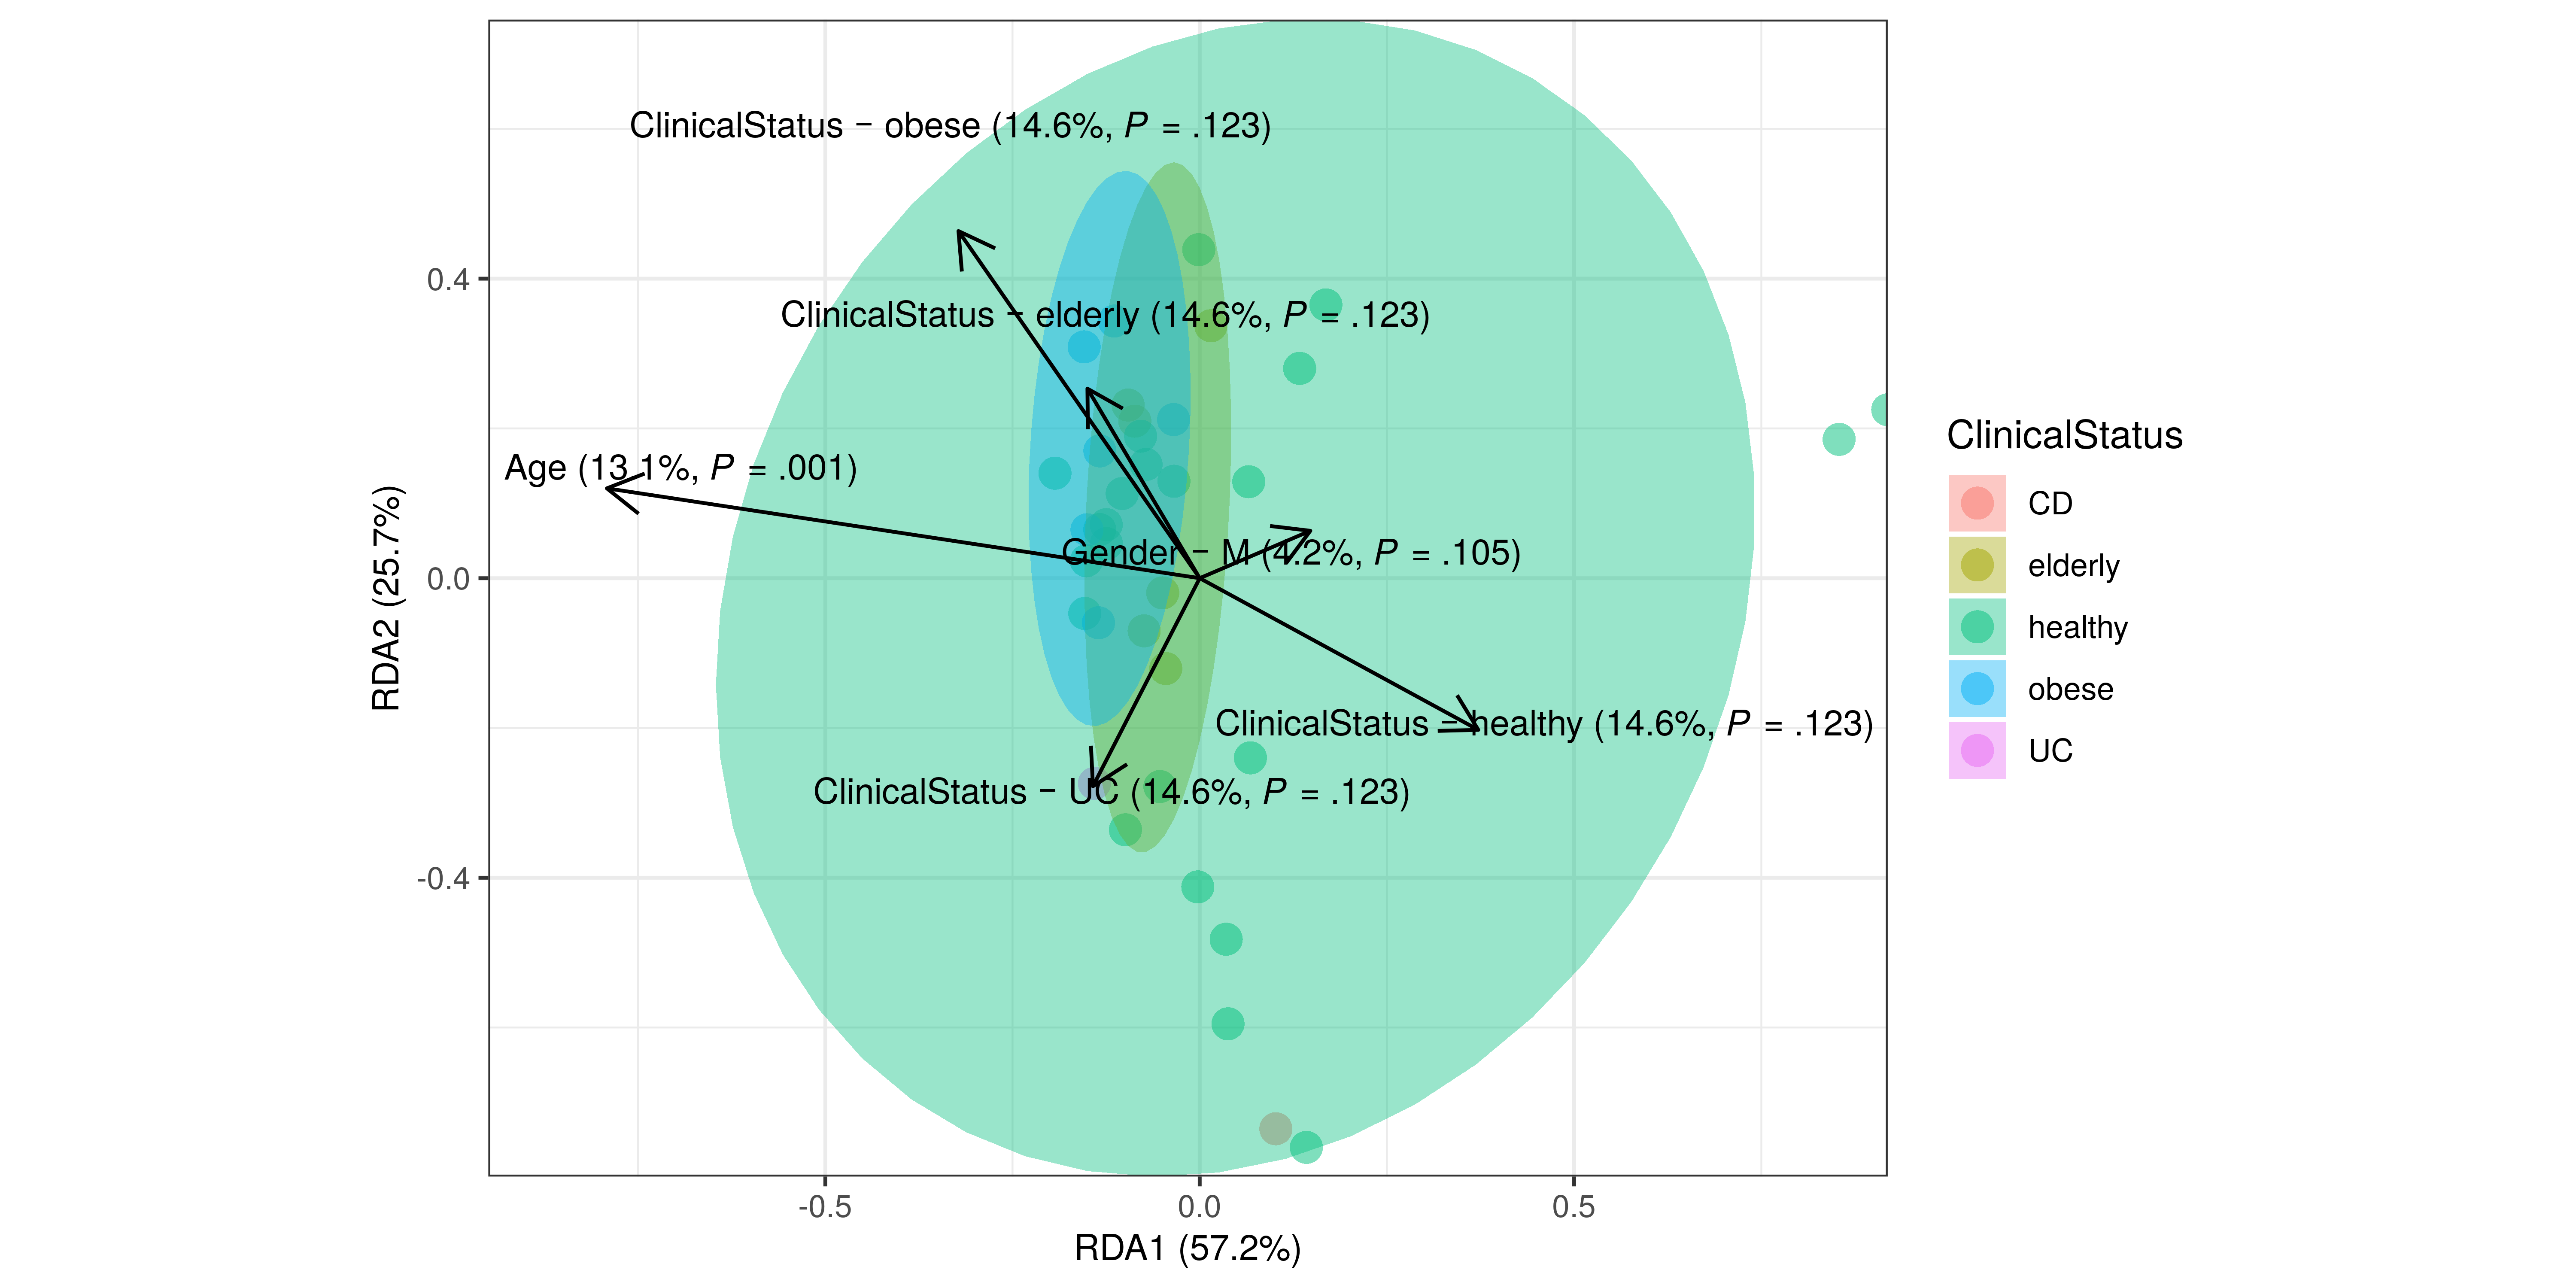 ClinicalStatus − obese (14.6%, P = .123)
ClinicalStatus − elderly (14.6%, P = .123)
Age (13.1%, P = .001)
Gender − M (4.2%, P = .105)
ClinicalStatus − healthy (14.6%, P = .123)
ClinicalStatus − UC (14.6%, P = .123)
0.4
0.0
-0.4
RDA2 (25.7%)
-0.5
0.0
0.5
RDA1 (57.2%)
ClinicalStatus
CD
elderly
healthy
obese
UC